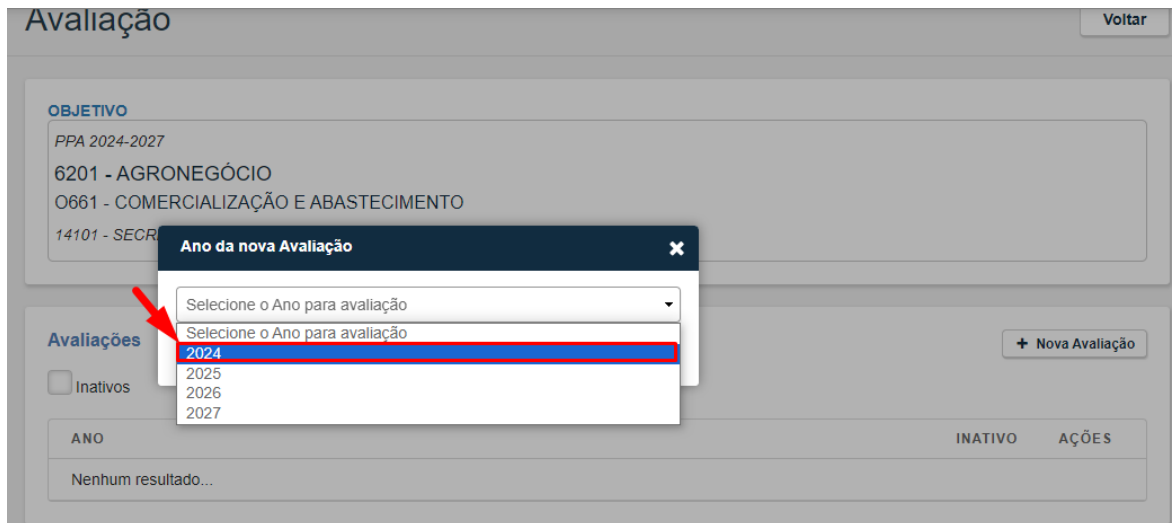 Avaliação
Voltar
OBJETIVO
PPA 2024-2027
6201 - AGRONEGÓCIO
O661 - COMERCIALIZAÇÃO E ABASTECIMENTO
14101 - SECR
Ano da nova Avaliação
Selecione o Ano para avaliação
Selecione o Ano para avaliação
2024
2025
2026
2027
Avaliações
+ Nova Avaliação
Inativos
ANO INATIVO AÇÕES
Nenhum resultado...